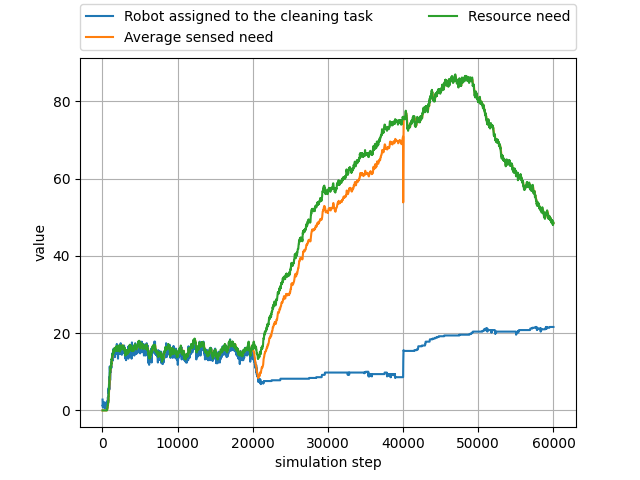 Robot assigned to the cleaning task
Average sensed need
Resource need
80
60
40
20
0
value
0 10000 20000 30000 40000 50000 60000
simulation step